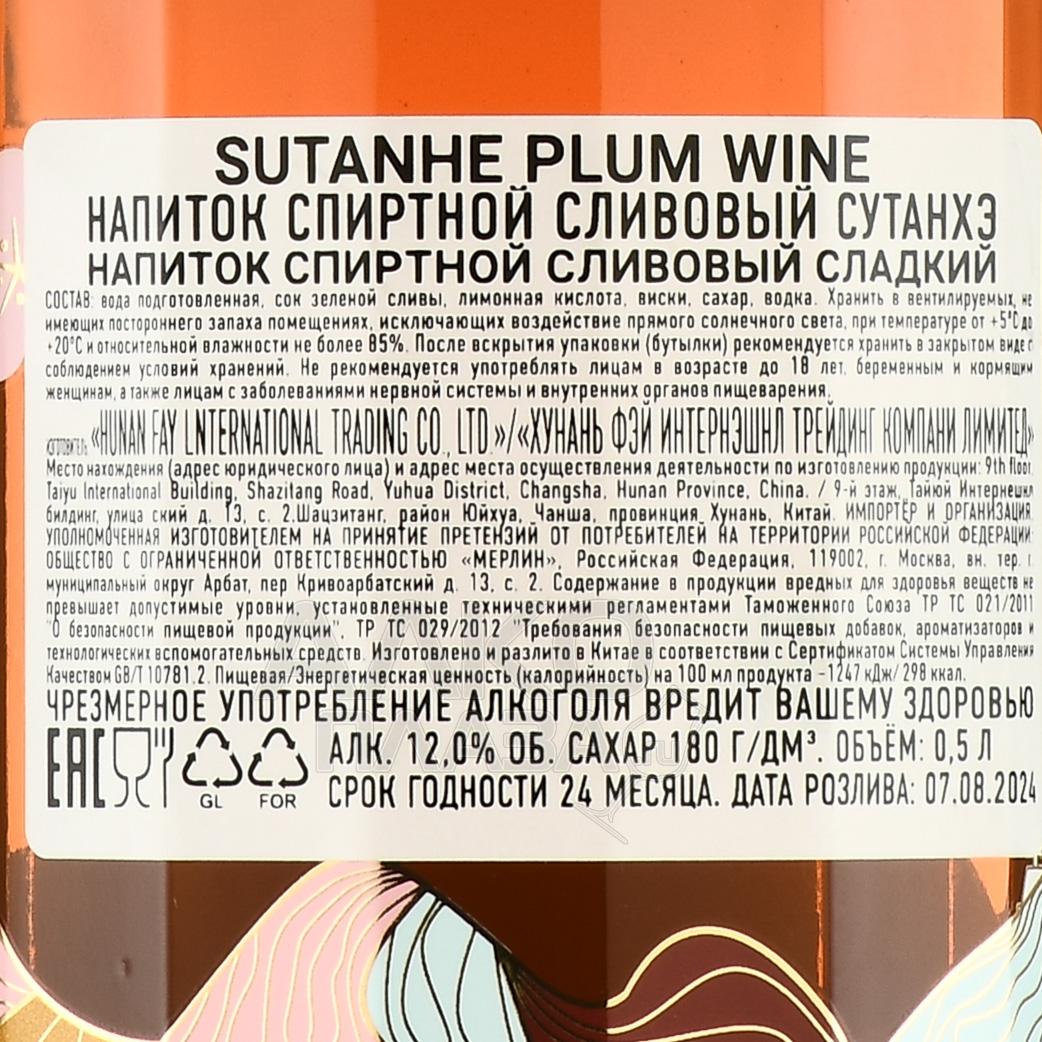 SUTANHE PLUM WINE
НАПИТОК СПИРТНОЙ СЛИВОВЫЙ СУТАНХЭ
НАПИТОК СПИРТНОЙ СЛИВОВЫЙ СЛАДКИЙ
СОСТАВ: вода подготовленная, сок зеленой сливы, лимонная кислота, виски, сахар, водка. Хранить в вентилируемых, не
имеющих постороннего запаха помещениях, исключающих воздействие прямого солнечного света, при температуре от +5°С до
+20°С и относительной влажности не более 85%. После вскрытия упаковки (бутылки) рекомендуется хранить в закрытом виде с
соблюдением условий хранений. Не рекомендуется употреблять лицам в возрасте до 18 лет, беременным и кормящим
женщинам, а также лицам с заболеваниями нервной системы и внутренних органов пищеварения.
ИЗГОТОВИТЕЛЬ: «HUNAN FAY LNTERNATIONAL TRADING CO., LTD.»/«ХУНАНЬ ФЭЙ ИНТЕРНЭШНЛ ТРЕЙДИНГ КОМПАНИ ЛИМИТЕД»
Место нахождения (адрес юридического лица) и адрес места осуществления деятельности по изготовлению продукции: 9th floor,
Taiyu International Building, Shazitang Road, Yuhua District, Changsha, Hunan Province, China. / 9-й этаж, Тайюй Интернешнл
билдинг, улица ский д. 13, с. 2.Шацзитанг, район Юйхуа, Чанша, провинция Хунань, Китай. ИМПОРТЁР И ОРГАНИЗАЦИЯ,
УПОЛНОМОЧЕННАЯ ИЗГОТОВИТЕЛЕМ НА ПРИНЯТИЕ ПРЕТЕНЗИЙ ОТ ПОТРЕБИТЕЛЕЙ НА ТЕРРИТОРИИ РОССИЙСКОЙ ФЕДЕРАЦИИ:
ОБЩЕСТВО С ОГРАНИЧЕННОЙ ОТВЕТСТВЕННОСТЬЮ «МЕРЛИН», Российская Федерация, 119002, г. Москва, вн. тер. г.
муниципальный округ Арбат, пер Кривоарбатский д. 13, с. 2. Содержание в продукции вредных для здоровья веществ не
превышает допустимые уровни, установленные техническими регламентами Таможенного Союза ТР ТС 021/2011
"О безопасности пищевой продукции", ТР ТС 029/2012 "Требования безопасности пищевых добавок, ароматизаторов и
технологических вспомогательных средств. Изготовлено и разлито в Китае в соответствии с Сертификатом Системы Управления
Качеством GB/T 10781.2. Пищевая/Энергетическая ценность (калорийность) на 100 мл продукта –1247 кДж/ 298 ккал.
ЧРЕЗМЕРНОЕ УПОТРЕБЛЕНИЕ АЛКОГОЛЯ ВРЕДИТ ВАШЕМУ ЗДОРОВЬЮ
EAC
GL FOR
АЛК. 12,0% ОБ. САХАР 180 Г/ДМ³. ОБЪЁМ: 0,5 Л
СРОК ГОДНОСТИ 24 МЕСЯЦА. ДАТА РОЗЛИВА: 07.08.2024